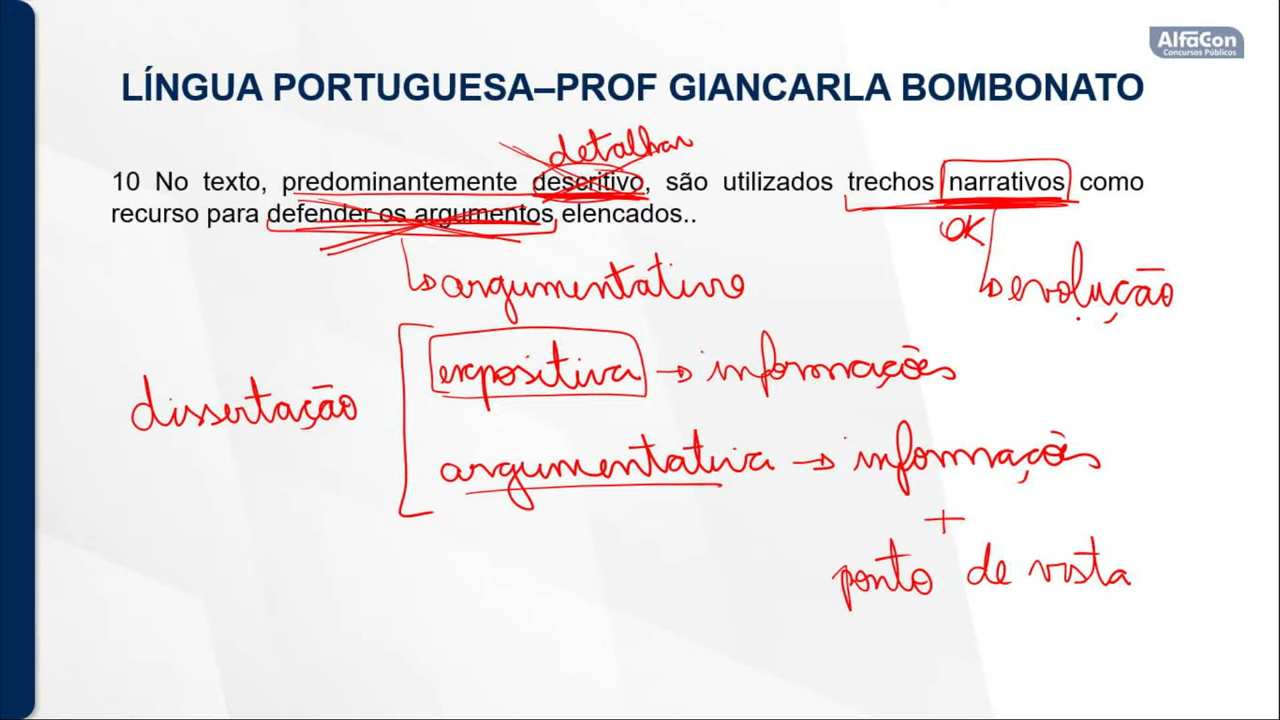 AlfaCon
Concursos Públicos
LÍNGUA PORTUGUESA–PROF GIANCARLA BOMBONATO
detalhar
10 No texto, predominantemente descritivo, são utilizados trechos narrativos como
recurso para defender os argumentos elencados..
OK
argumentativo
evolução
expositiva → informações
dissertação
argumentativa → informações
+
ponto de vista